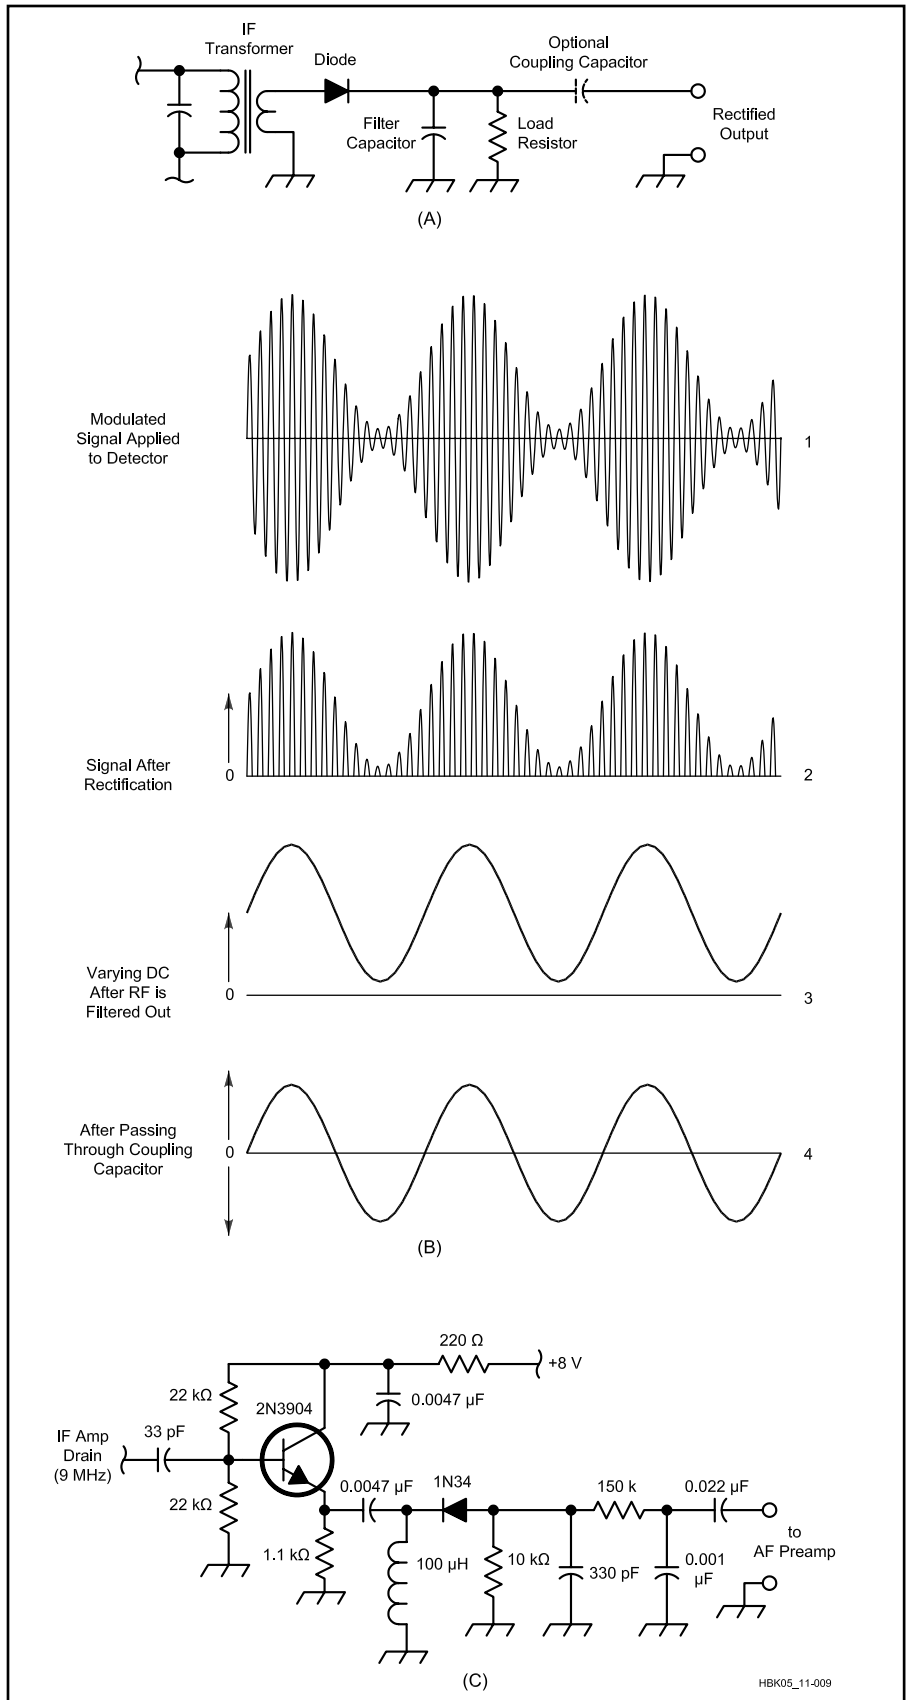 IF
Transformer
Diode
Optional
Coupling Capacitor
Filter
Capacitor
Load
Resistor
Rectified
Output
(A)
Modulated
Signal Applied
to Detector
1
Signal After
Rectification
0
2
Varying DC
After RF is
Filtered Out
0
3
After Passing
Through Coupling
Capacitor
0
4
(B)
220 Ω
+8 V
22 kΩ
2N3904
0.0047 µF
IF Amp
Drain
(9 MHz)
33 pF
22 kΩ
0.0047 µF
1N34
150 k
0.022 µF
1.1 kΩ
100 µH
10 kΩ
330 pF
0.001
µF
to
AF Preamp
(C)
HBK05_11-009